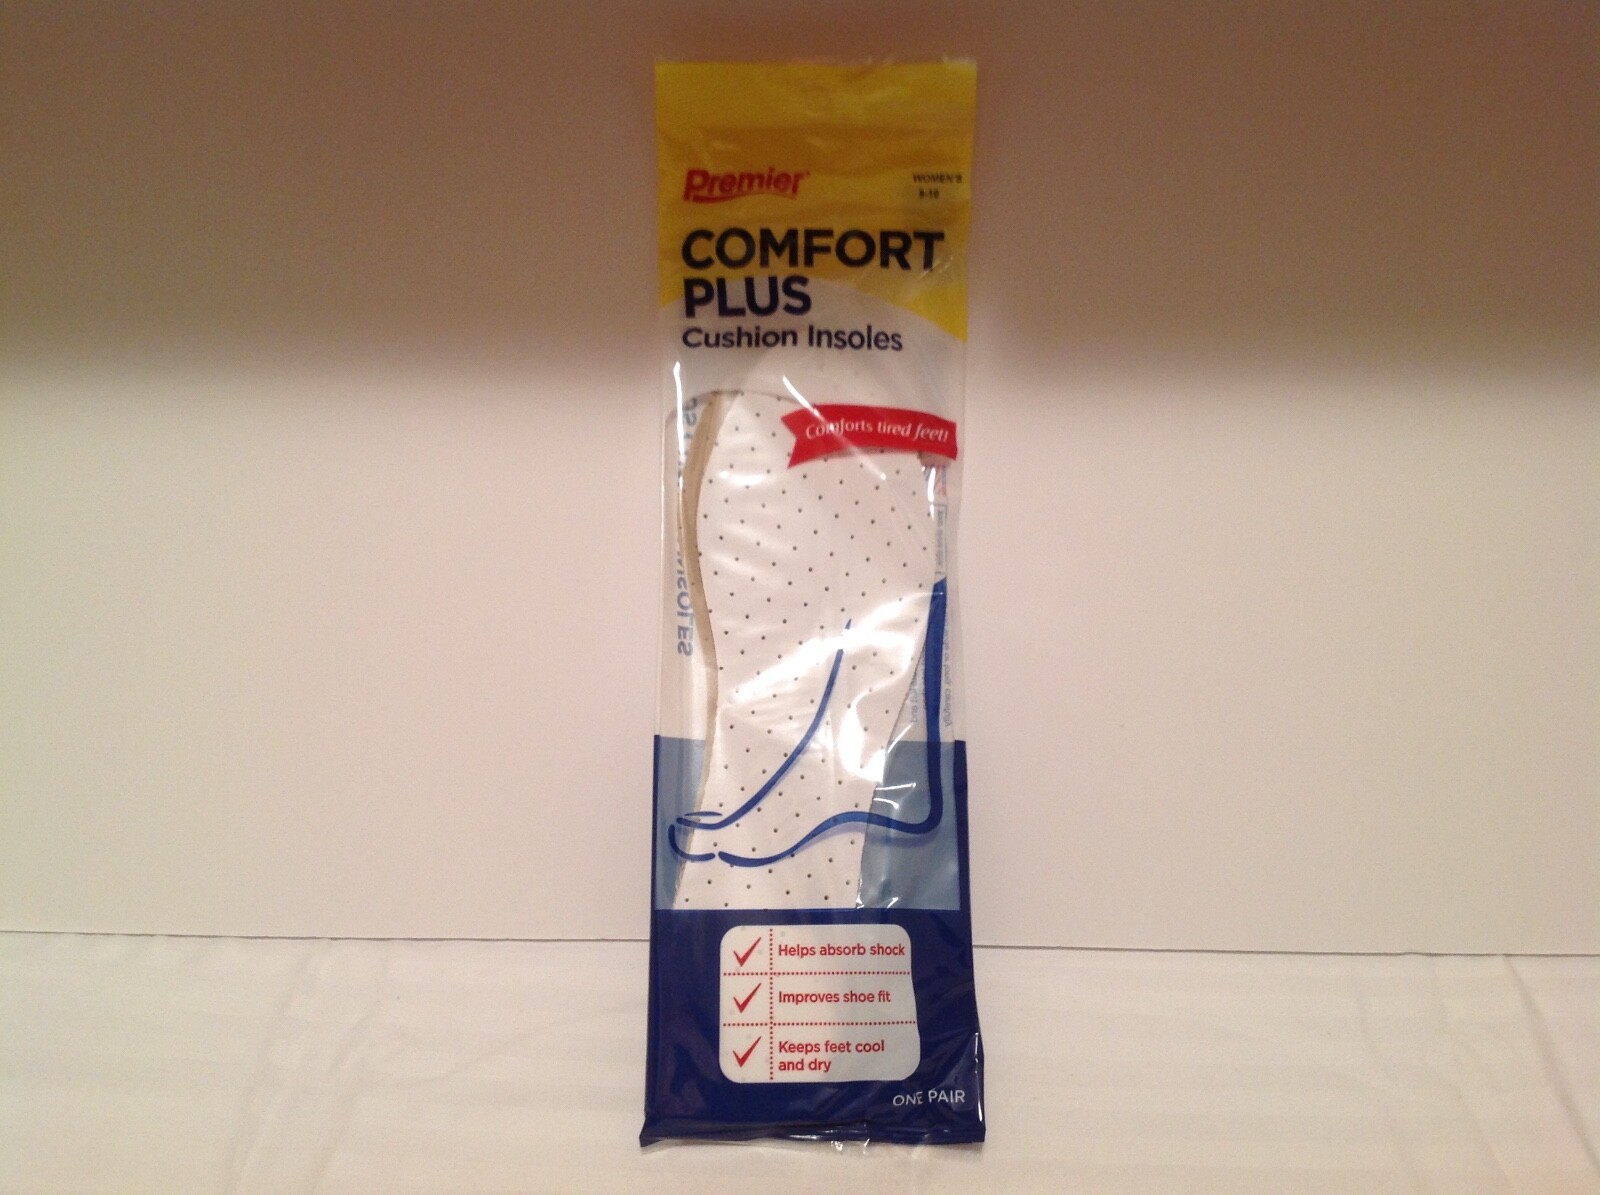 Premier
WOMEN'S
COMFORT
PLUS
Cushion Insoles
Comforts tired feet!
INSOLES
Helps absorb shock
Improves shoe fit
Keeps feet cool
and dry
ONE PAIR